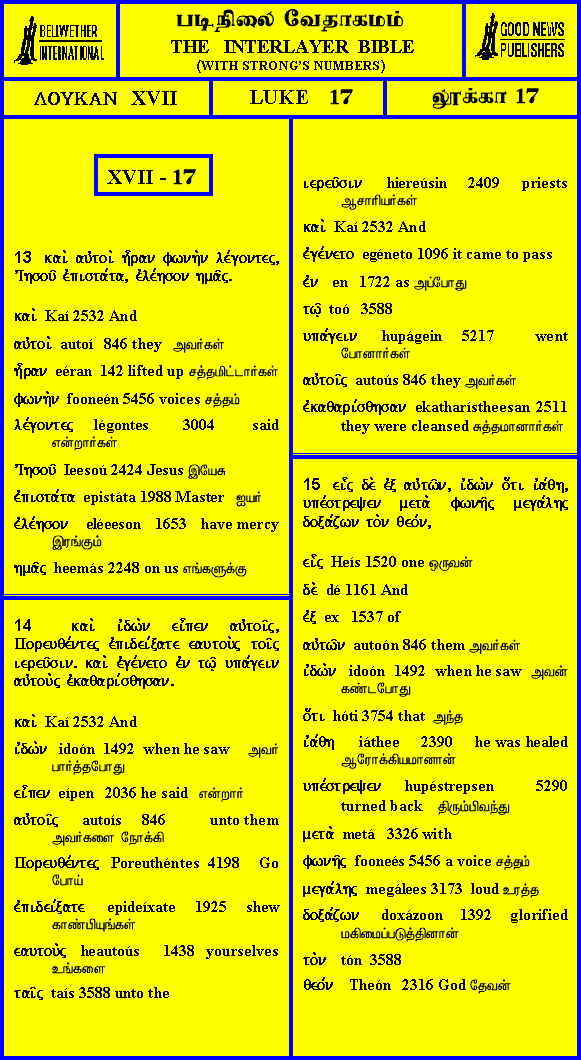 BELLWETHER
INTERNATIONAL
படிநிலை வேதாகமம்
THE INTERLAYER BIBLE
(WITH STRONG'S NUMBERS)
GOOD NEWS
PUBLISHERS
ΛΟΥΚΑΝ XVII
LUKE 17
லூக்கா 17
XVII - 17
13 καὶ αὐτοὶ ἦραν φωνὴν λέγοντες,
Ἰησοῦ ἐπιστάτα, ἐλέησον ημᾶς.
καὶ Kaí 2532 And
αυτοὶ autoí 846 they அவர்கள்
ἦραν eéran 142 lifted up சத்தமிட்டார்கள்
φωνὴν fooneén 5456 voices சத்தம்
λέγοντες légontes 3004 said
என்றார்கள்
Ἰησοῦ Ieesoú 2424 Jesus இயேசு
ἐπιστάτα epistáta 1988 Master ஐயர்
ἐλέησον eléeeson 1653 have mercy
இரங்கும்
ημᾶς heemás 2248 on us எங்களுக்கு
14 καὶ ἰδὼν εἶπεν αὐτοῖς,
Πορευθέντες ἐπιδείξατε εαυτοὺς τοῖς
ιερεῦσιν. καὶ ἐγένετο ἐν τῷ υπάγειν
αὐτοὺς ἐκαθαρίσθησαν.
καὶ Kaí 2532 And
ἰδὼν idoón 1492 when he saw அவர்
பார்த்தபோது
εἶπεν eípen 2036 he said என்றார்
αὐτοῖς autoís 846 unto them
அவர்களை நோக்கி
Πορευθέντες Poreuthéntes 4198 Go
போய்
ἐπιδείξατε epideíxate 1925 shew
காண்பியுங்கள்
εαυτοὺς heautoús 1438 yourselves
உங்களை
ταῖς taís 3588 unto the
ιερεῦσιν hiereúsin 2409 priests
ஆசாரியர்கள்
καὶ Kaí 2532 And
ἐγένετο egéneto 1096 it came to pass
ἐν en 1722 as அப்போது
τῷ toó 3588
υπάγειν hupágein 5217 went
போனார்கள்
αὐτοῖς autoús 846 they அவர்கள்
ἐκαθαρίσθησαν ekatharístheesan 2511
they were cleansed சுத்தமானார்கள்
15 εἷς δὲ ἐξ αὐτῶν, ἰδὼν ὅτι ἰάθη,
υπέστρεψεν μετὰ φωνῆς μεγάλης
δοξάζων τὸν θεόν,
εἷς Heís 1520 one ஒருவன்
δὲ dé 1161 And
ἐξ ex 1537 of
αὐτῶν autoón 846 them அவர்கள்
ἰδὼν idoón 1492 when he saw அவன்
கண்டபோது
ὅτι hóti 3754 that அந்த
ἰάθη iáthee 2390 he was healed
ஆரோக்கியமானான்
υπέστρεψεν hupéstrepsen 5290
turned back திரும்பிவந்து
μετὰ metá 3326 with
φωνῆς fooneés 5456 a voice சத்தம்
μεγάλης megálees 3173 loud உரத்த
δοξάζων doxázoon 1392 glorified
மகிமைப்படுத்தினான்
τὸν tón 3588
θεόν Theón 2316 God தேவன்